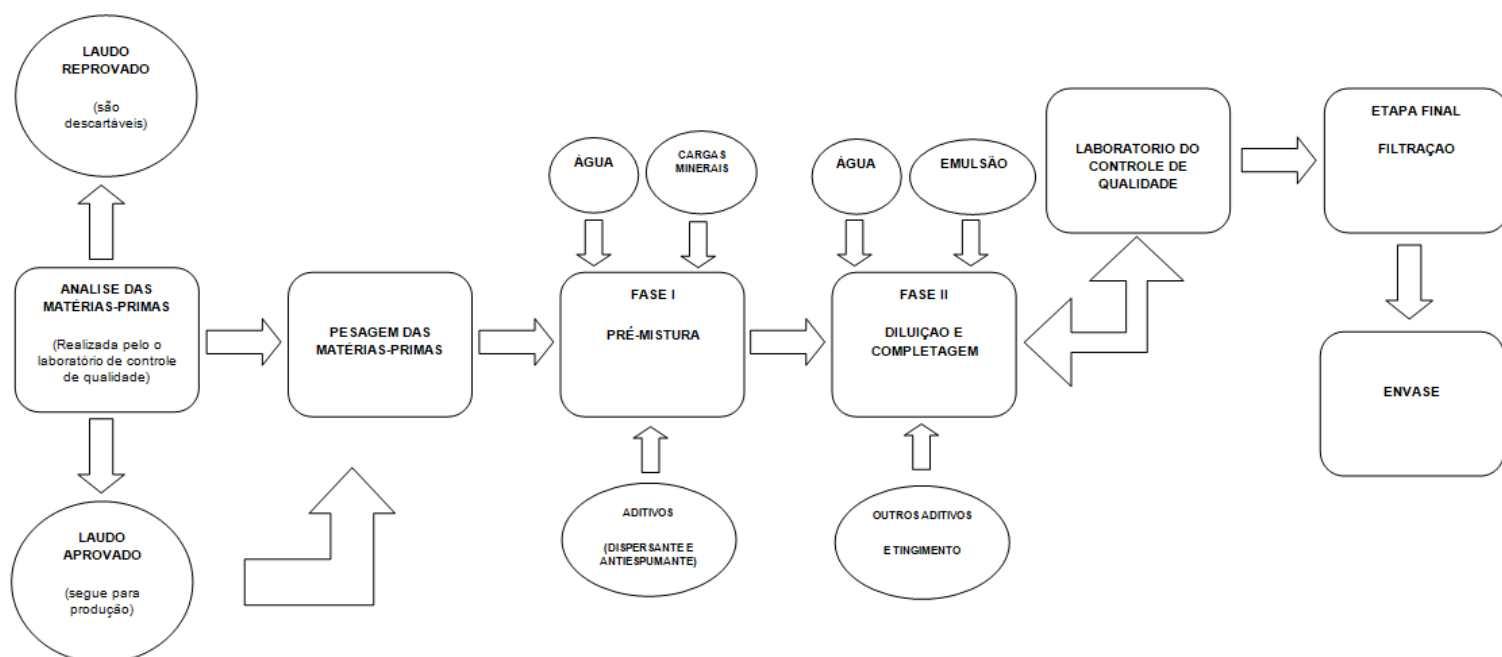 LAUDO
REPROVADO
(são
descartáveis)
ANALISE DAS
MATÉRIAS-PRIMAS
(Realizada pelo o
laboratório de controle
de qualidade)
LAUDO
APROVADO
(segue para
produção)
PESAGEM DAS
MATÉRIAS-PRIMAS
ÁGUA
CARGAS
MINERAIS
FASE I
PRÉ-MISTURA
ADITIVOS
(DISPERSANTE E
ANTIESPUMANTE)
ÁGUA
EMULSÃO
FASE II
DILUIÇAO E
COMPLETAGEM
OUTROS ADITIVOS
E TINGIMENTO
LABORATORIO DO
CONTROLE DE
QUALIDADE
ETAPA FINAL
FILTRAÇAO
ENVASE